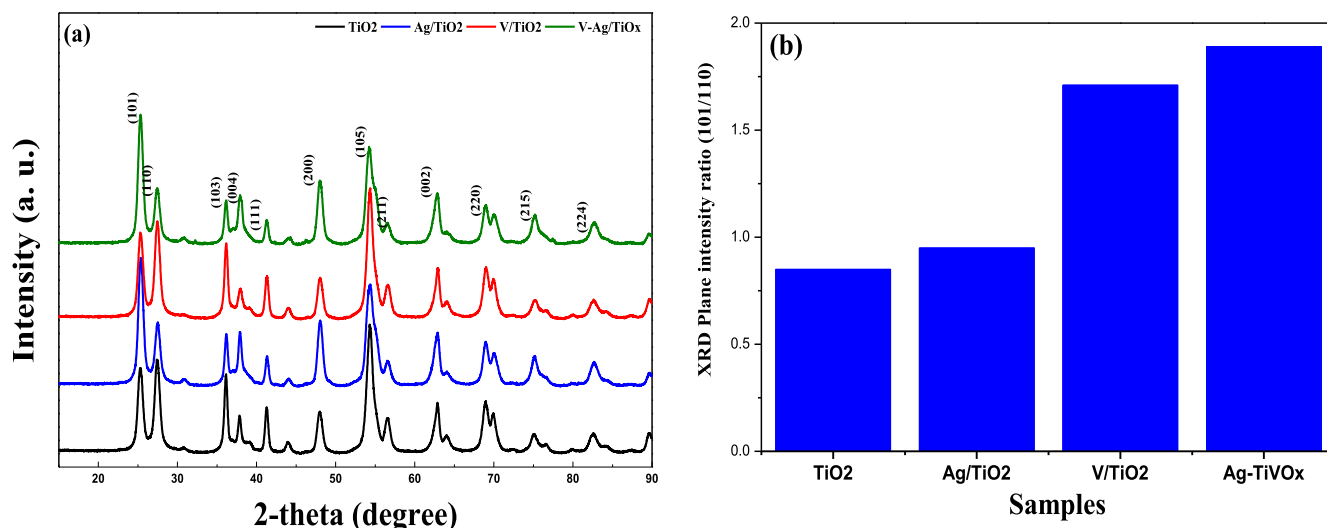 (a)
TiO2 Ag/TiO2 V/TiO2 V-Ag/TiOx
Intensity (a. u.)
(101)
(110)
(103)
(004)
(111)
(200)
(105)
(211)
(002)
(220)
(215)
(224)
20 30 40 50 60 70 80 90
2-theta (degree)
(b)
XRD Plane intensity ratio (101/110)
2.0
1.5
1.0
0.5
0.0
TiO2 Ag/TiO2 V/TiO2 Ag-TiVOx
Samples